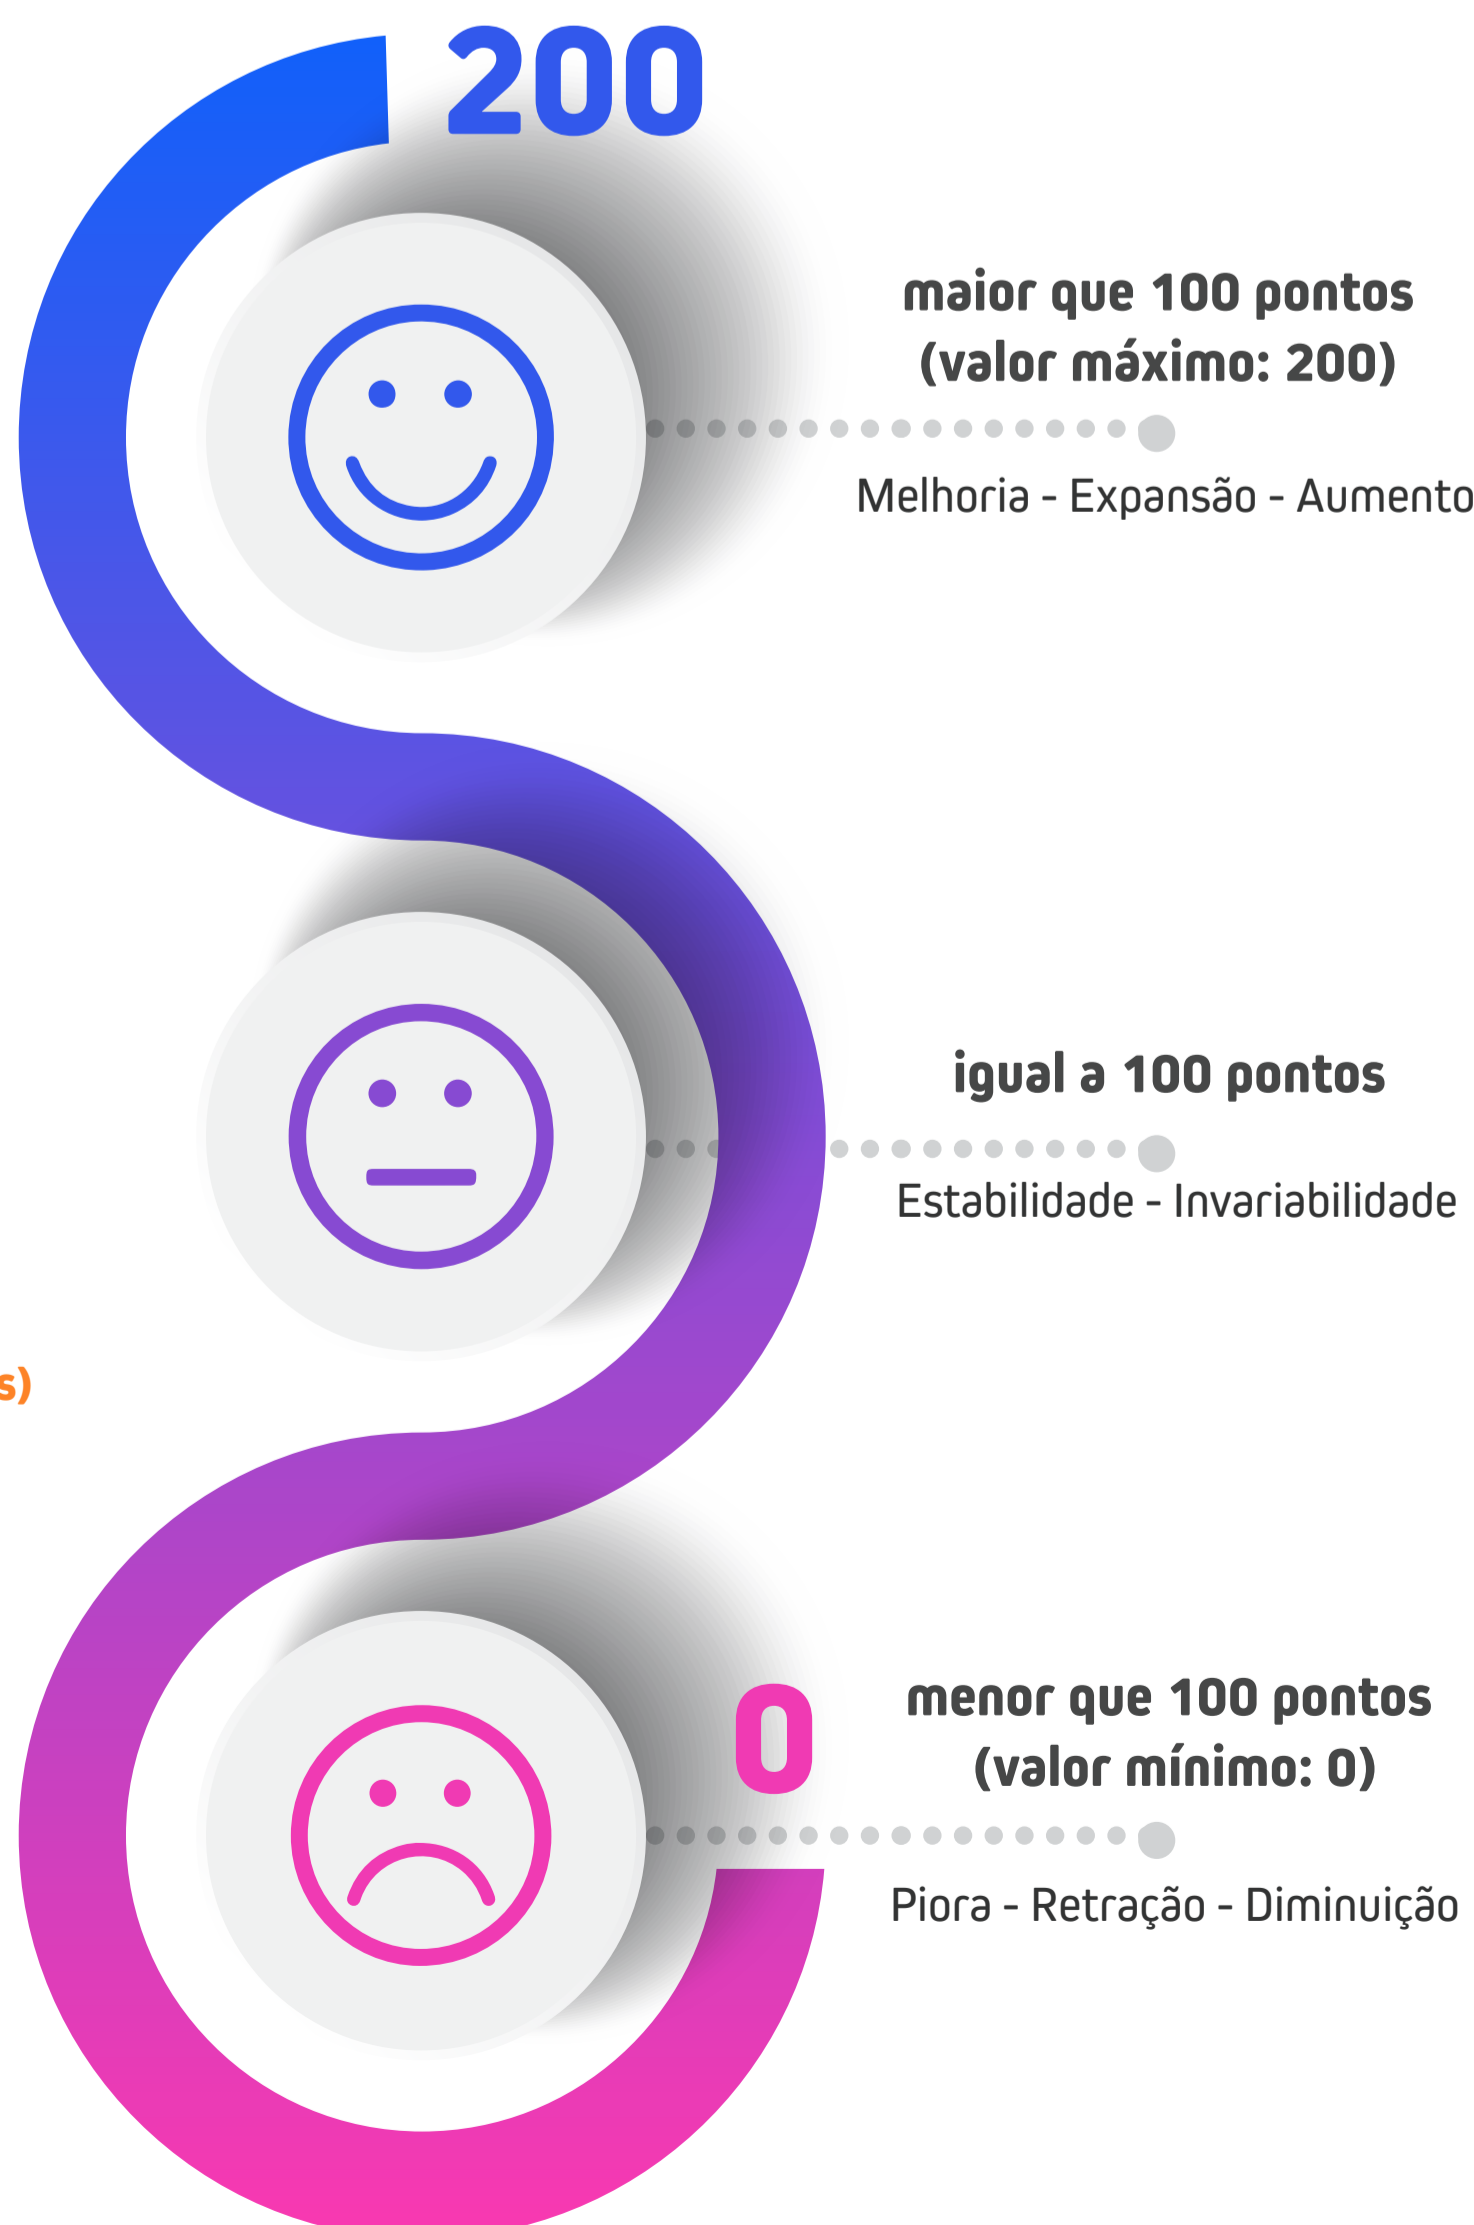 200
maior que 100 pontos
(valor máximo: 200)
Melhoria - Expansão - Aumento
igual a 100 pontos
Estabilidade - Invariabilidade
s)
0
menor que 100 pontos
(valor mínimo: 0)
Piora - Retração - Diminuição